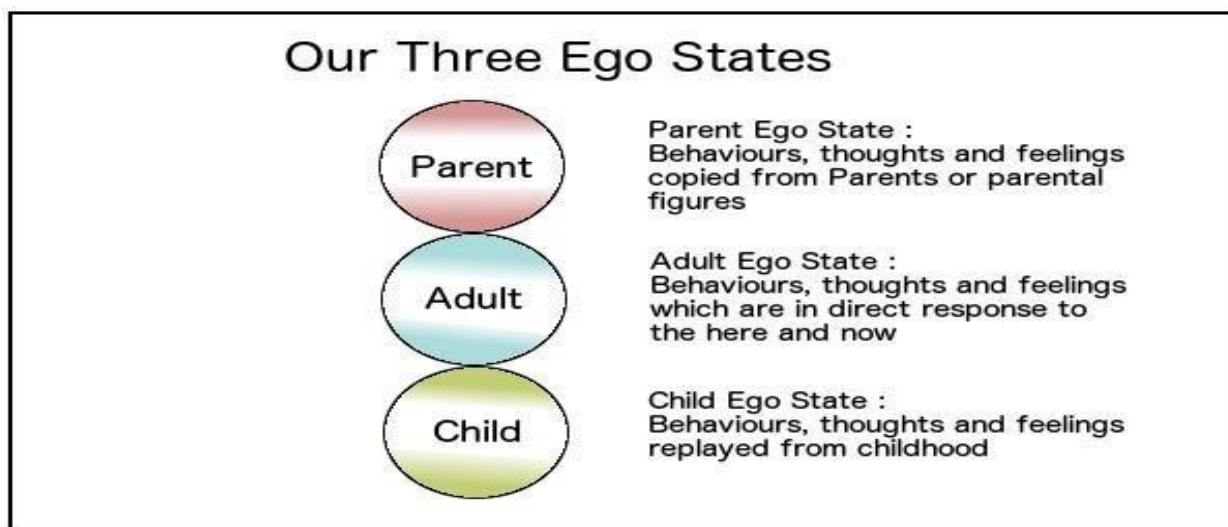 Our Three Ego States
Parent
Parent Ego State :
Behaviours, thoughts and feelings
copied from Parents or parental
figures
Adult
Adult Ego State :
Behaviours, thoughts and feelings
which are in direct response to
the here and now
Child
Child Ego State :
Behaviours, thoughts and feelings
replayed from childhood